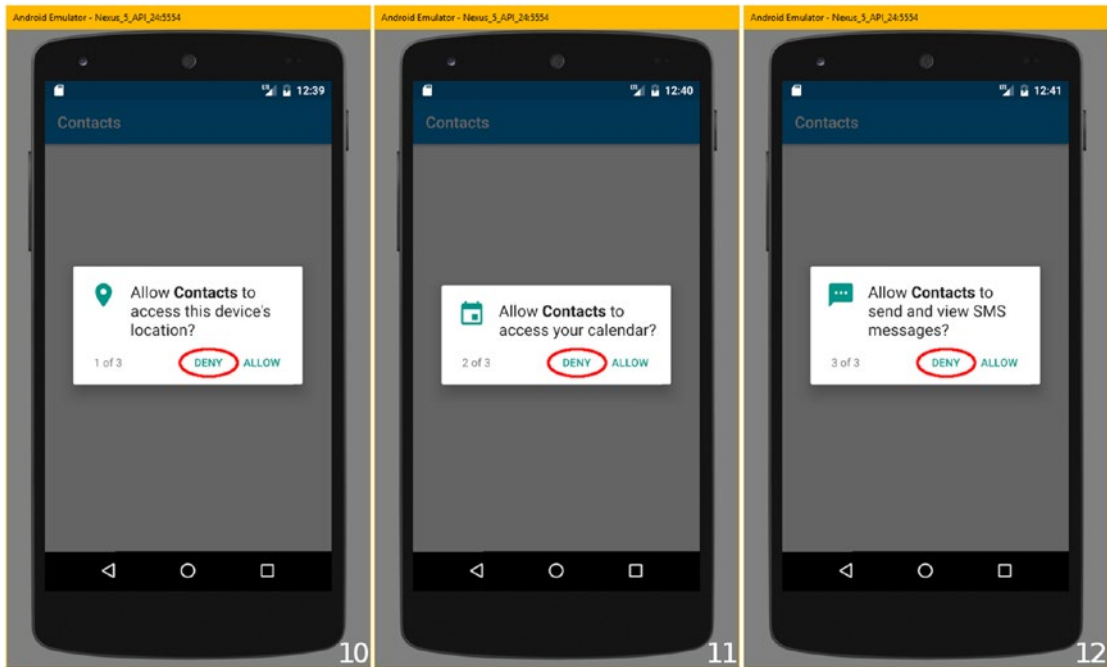 Android Emulator - Nexus_5_API_24:5554
12:39
Contacts
Allow Contacts to
access this device's
location?
1 of 3
DENY
ALLOW
10
Android Emulator - Nexus_5_API_24:5554
12:40
Contacts
Allow Contacts to
access your calendar?
2 of 3
DENY
ALLOW
11
Android Emulator - Nexus_5_API_24:5554
12:41
Contacts
Allow Contacts to
send and view SMS
messages?
3 of 3
DENY
ALLOW
12